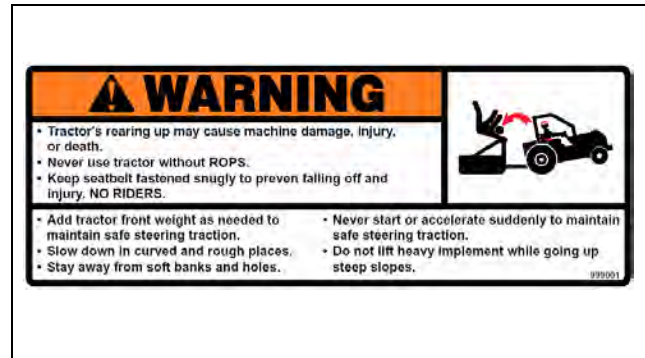 WARNING
• Tractor's rearing up may cause machine damage, injury,
or death.
• Never use tractor without ROPS.
• Keep seatbelt fastened snugly to preven falling off and
injury. NO RIDERS.
• Add tractor front weight as needed to
maintain safe steering traction.
• Slow down in curved and rough places.
• Stay away from soft banks and holes.
• Never start or accelerate suddenly to maintain
safe steering traction.
• Do not lift heavy implement while going up
steep slopes.
999001